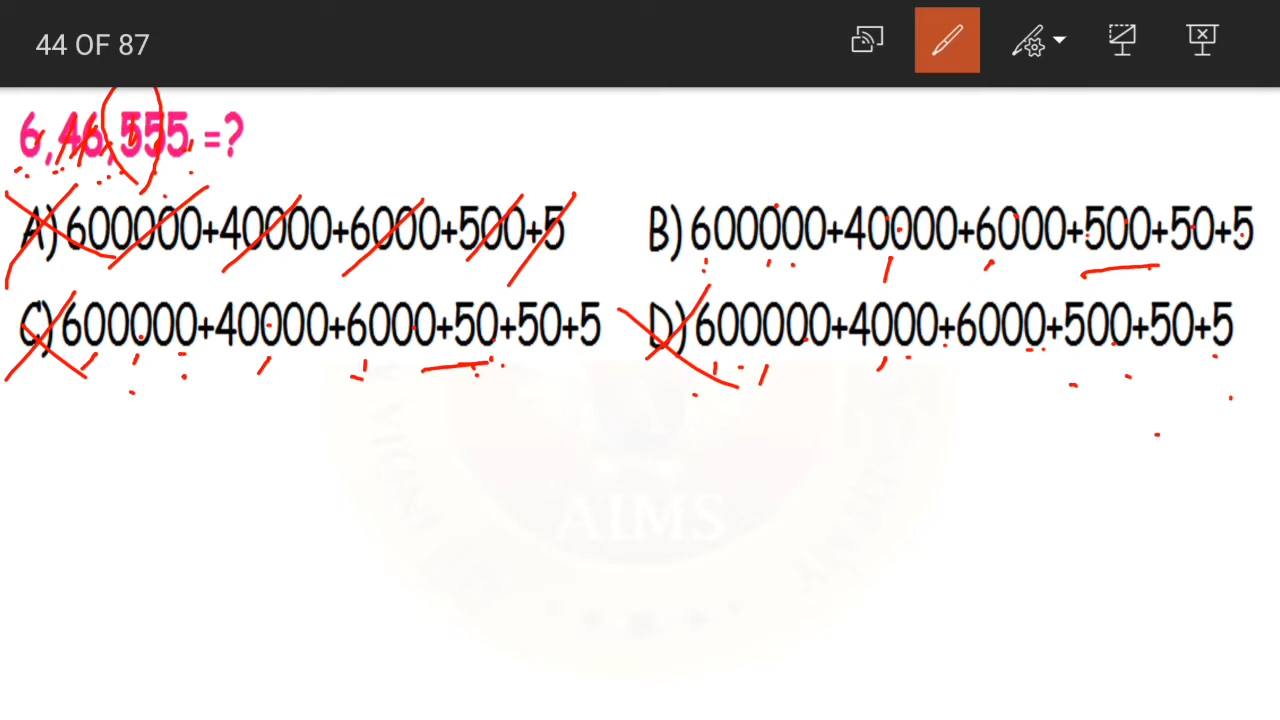 44 OF 87
6,46,555 =?
A) 600000+40000+6000+500+5
B) 600000+40000+6000+500+50+5
C) 600000+40000+6000+50+50+5
D) 600000+4000+6000+500+50+5
AIMS